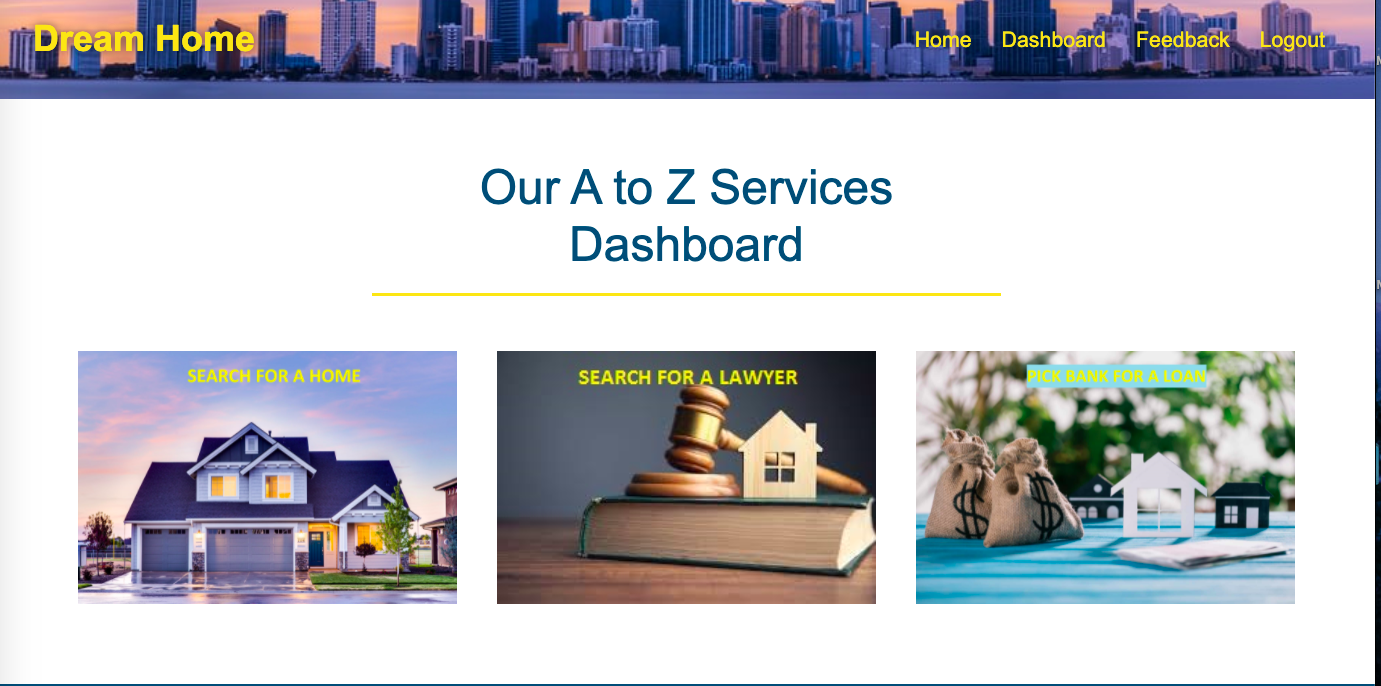 Dream Home
Home Dashboard Feedback Logout
Our A to Z Services
Dashboard
SEARCH FOR A HOME
SEARCH FOR A LAWYER
PICK BANK FOR A LOAN